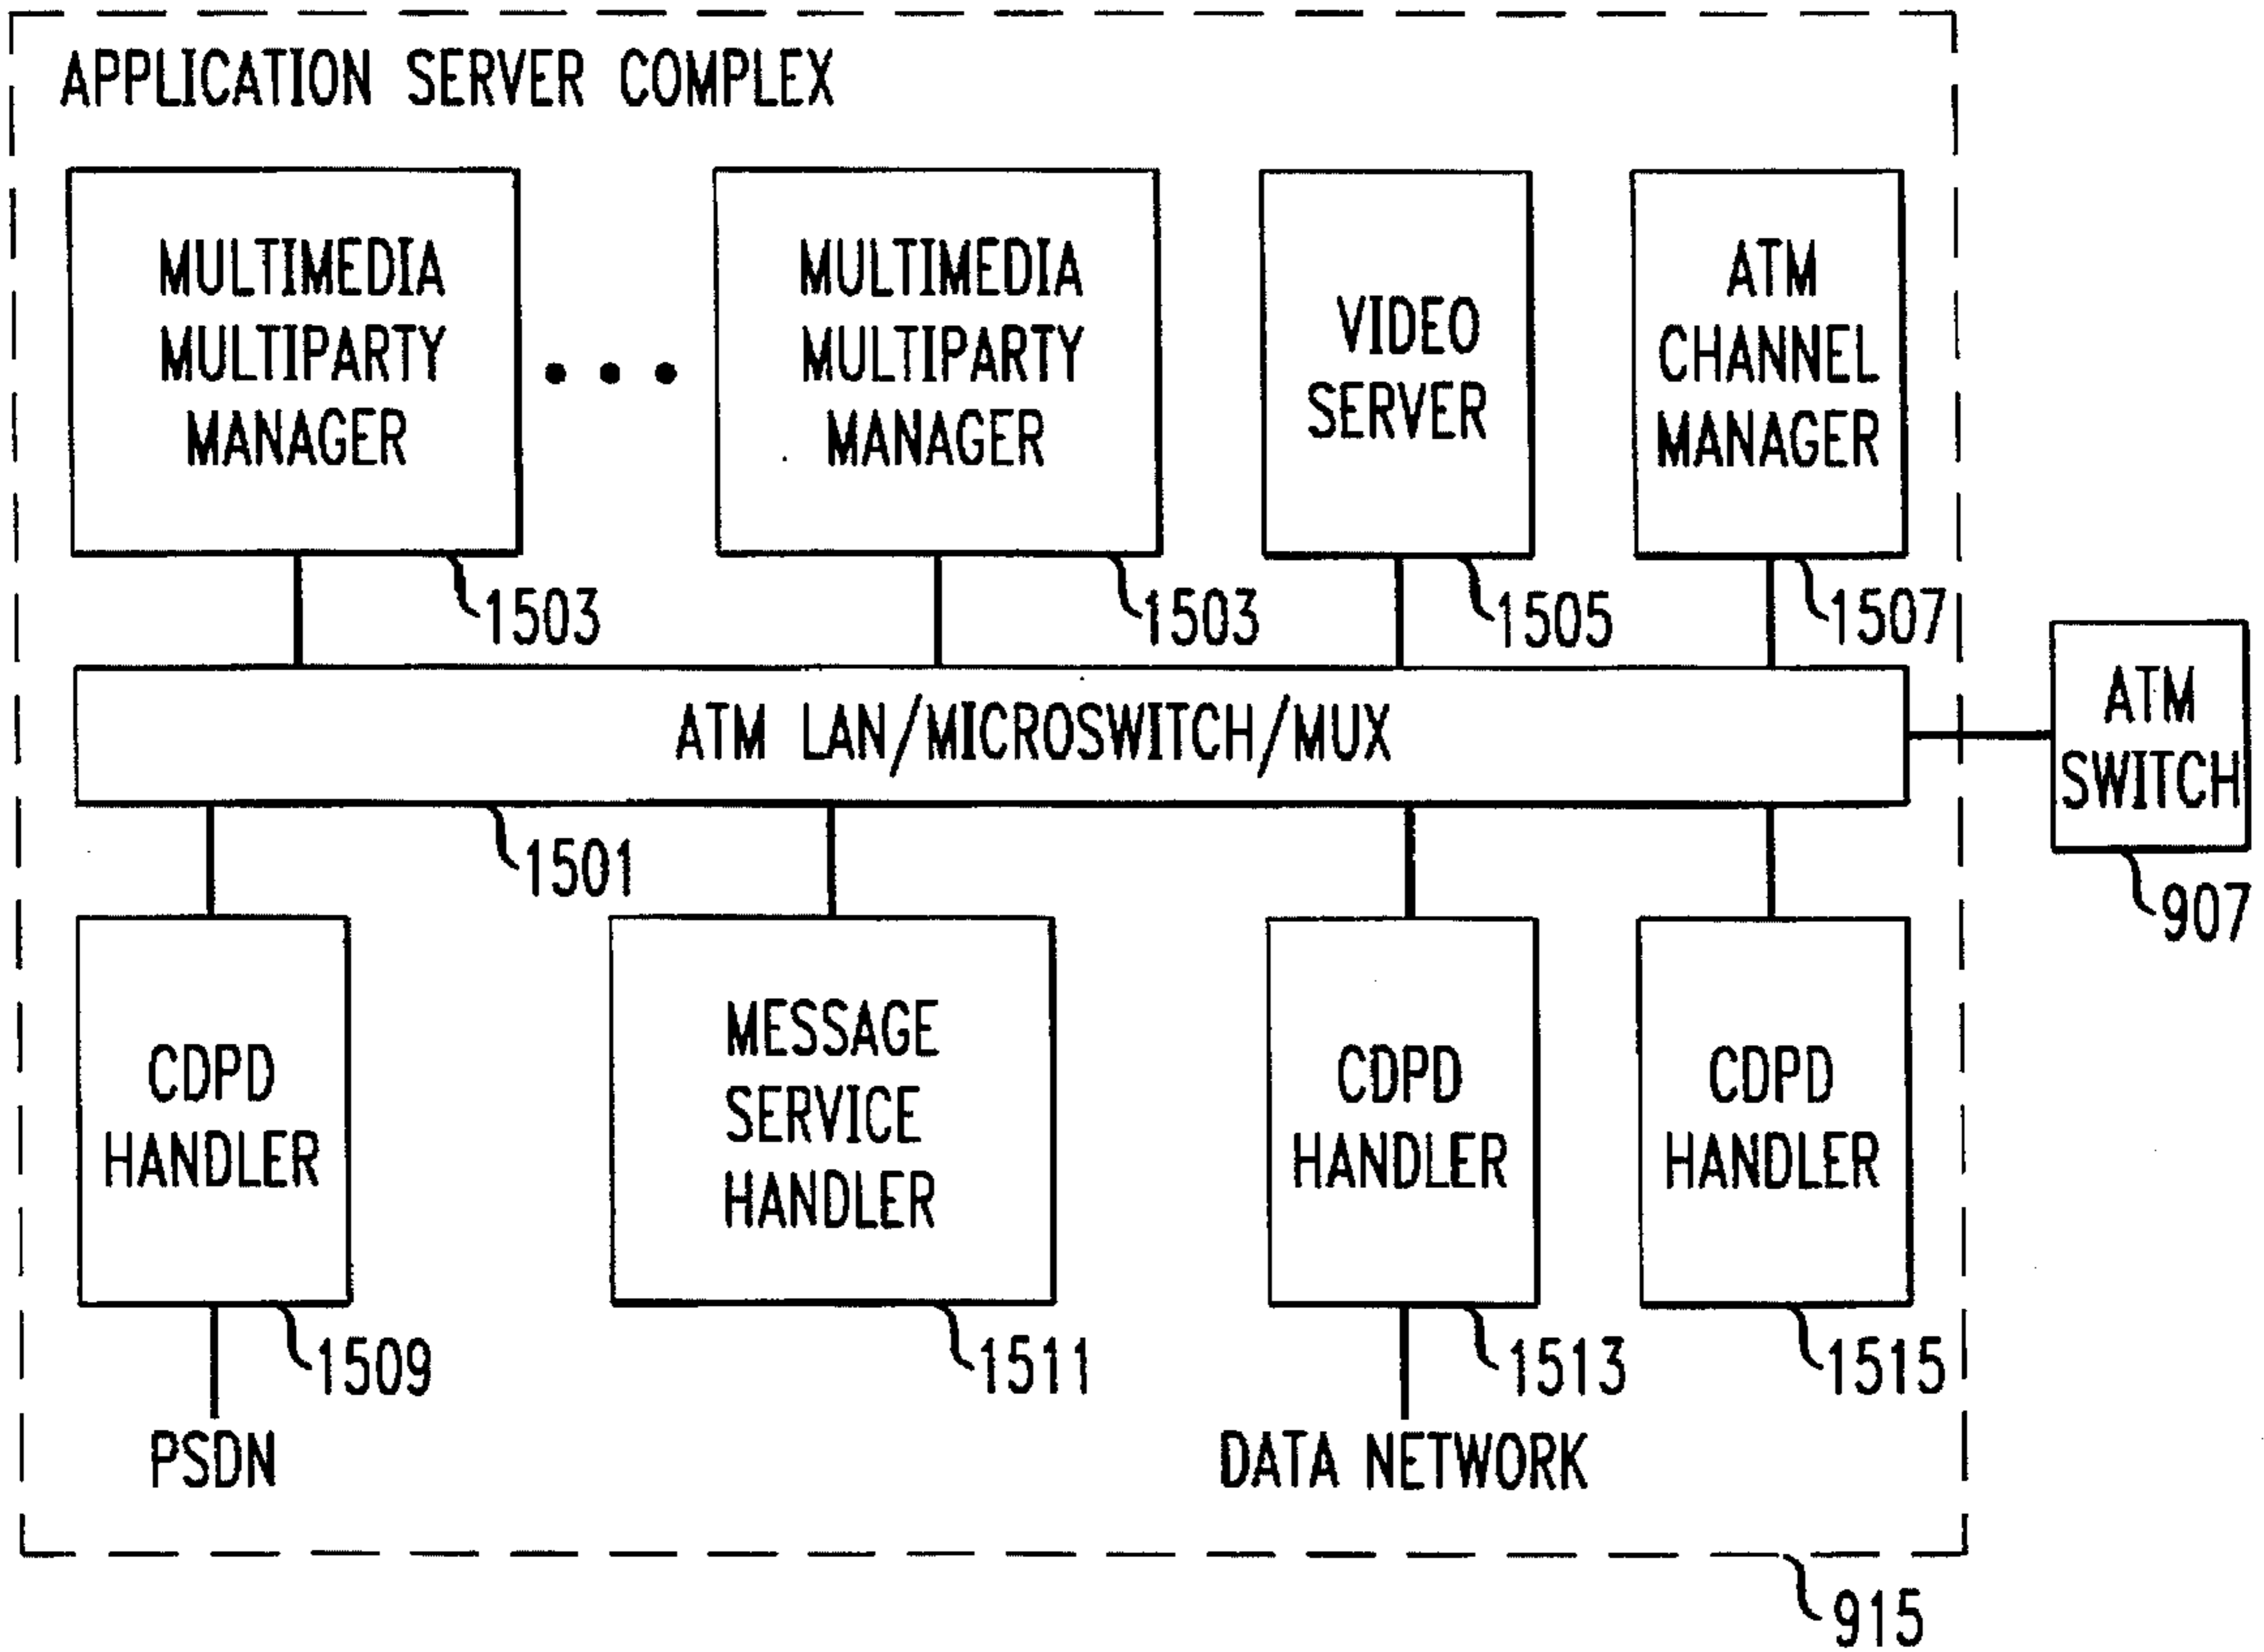 APPLICATION SERVER COMPLEX
MULTIMEDIA
MULTIPARTY
MANAGER
1503
MULTIMEDIA
MULTIPARTY
MANAGER
1503
VIDEO
SERVER
1505
ATM
CHANNEL
MANAGER
1507
ATM LAN/MICROSWITCH/MUX
1501
ATM
SWITCH
907
CDPD
HANDLER
1509
PSDN
MESSAGE
SERVICE
HANDLER
1511
CDPD
HANDLER
1513
DATA NETWORK
CDPD
HANDLER
1515
915